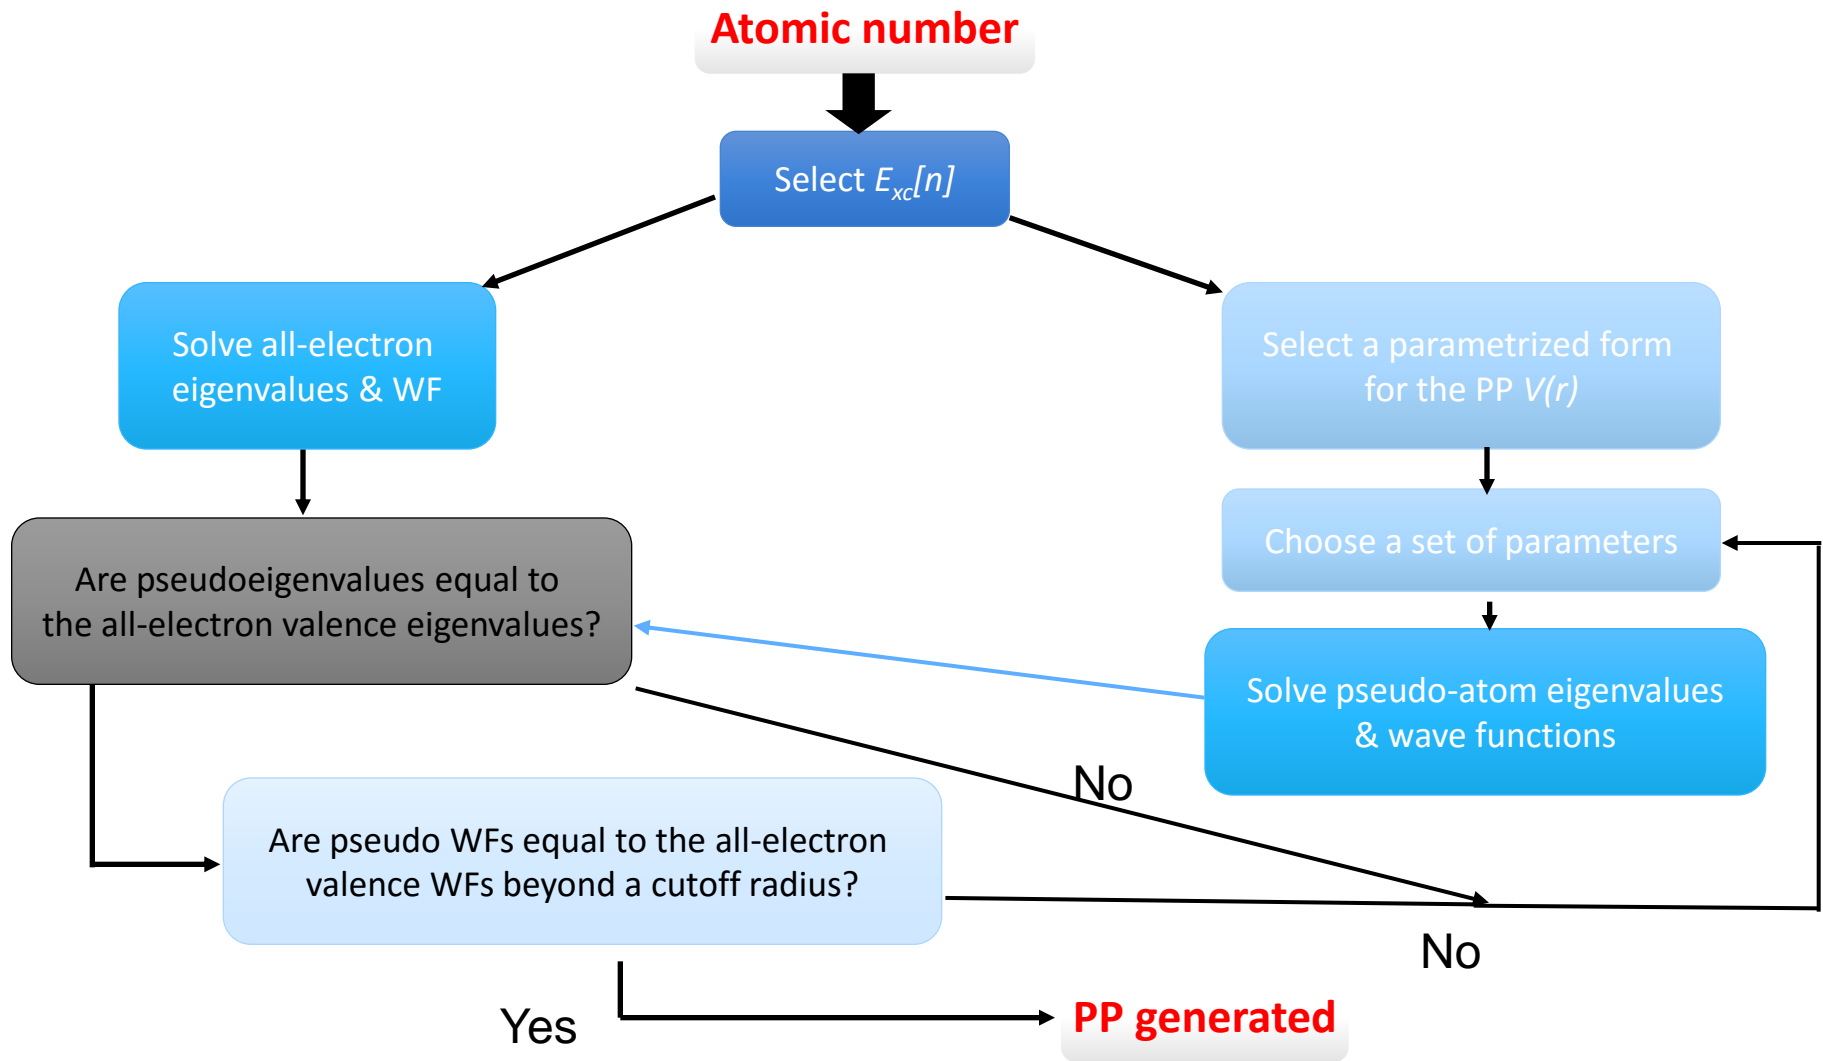 Atomic number
Select Exc[n]
Solve all-electron
eigenvalues & WF
Select a parametrized form
for the PP V(r)
Choose a set of parameters
Are pseudoeigenvalues equal to
the all-electron valence eigenvalues?
Solve pseudo-atom eigenvalues
& wave functions
No
Are pseudo WFs equal to the all-electron
valence WFs beyond a cutoff radius?
No
Yes
PP generated